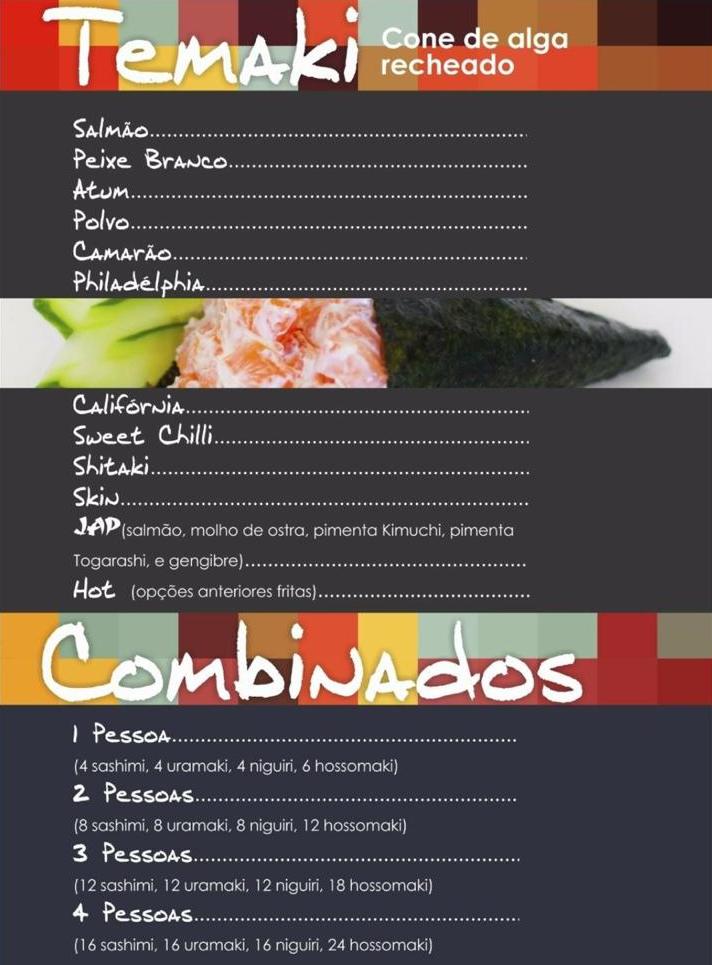 Temaki
Cone de alga
recheado
Salmão
Peixe Branco
Atum
Polvo
Camarão
Philadélphia
Califórnia
Sweet Chilli
Shitaki
Skin
JAP (salmão, molho de ostra, pimenta Kimuchi, pimenta
Togarashi, e gengibre)
Hot (opções anteriores fritas)
Combinados
1 Pessoa
(4 sashimi, 4 uramaki, 4 niguiri, 6 hossomaki)
2 Pessoas
(8 sashimi, 8 uramaki, 8 niguiri, 12 hossomaki)
3 Pessoas
(12 sashimi, 12 uramaki, 12 niguiri, 18 hossomaki)
4 Pessoas
(16 sashimi, 16 uramaki, 16 niguiri, 24 hossomaki)